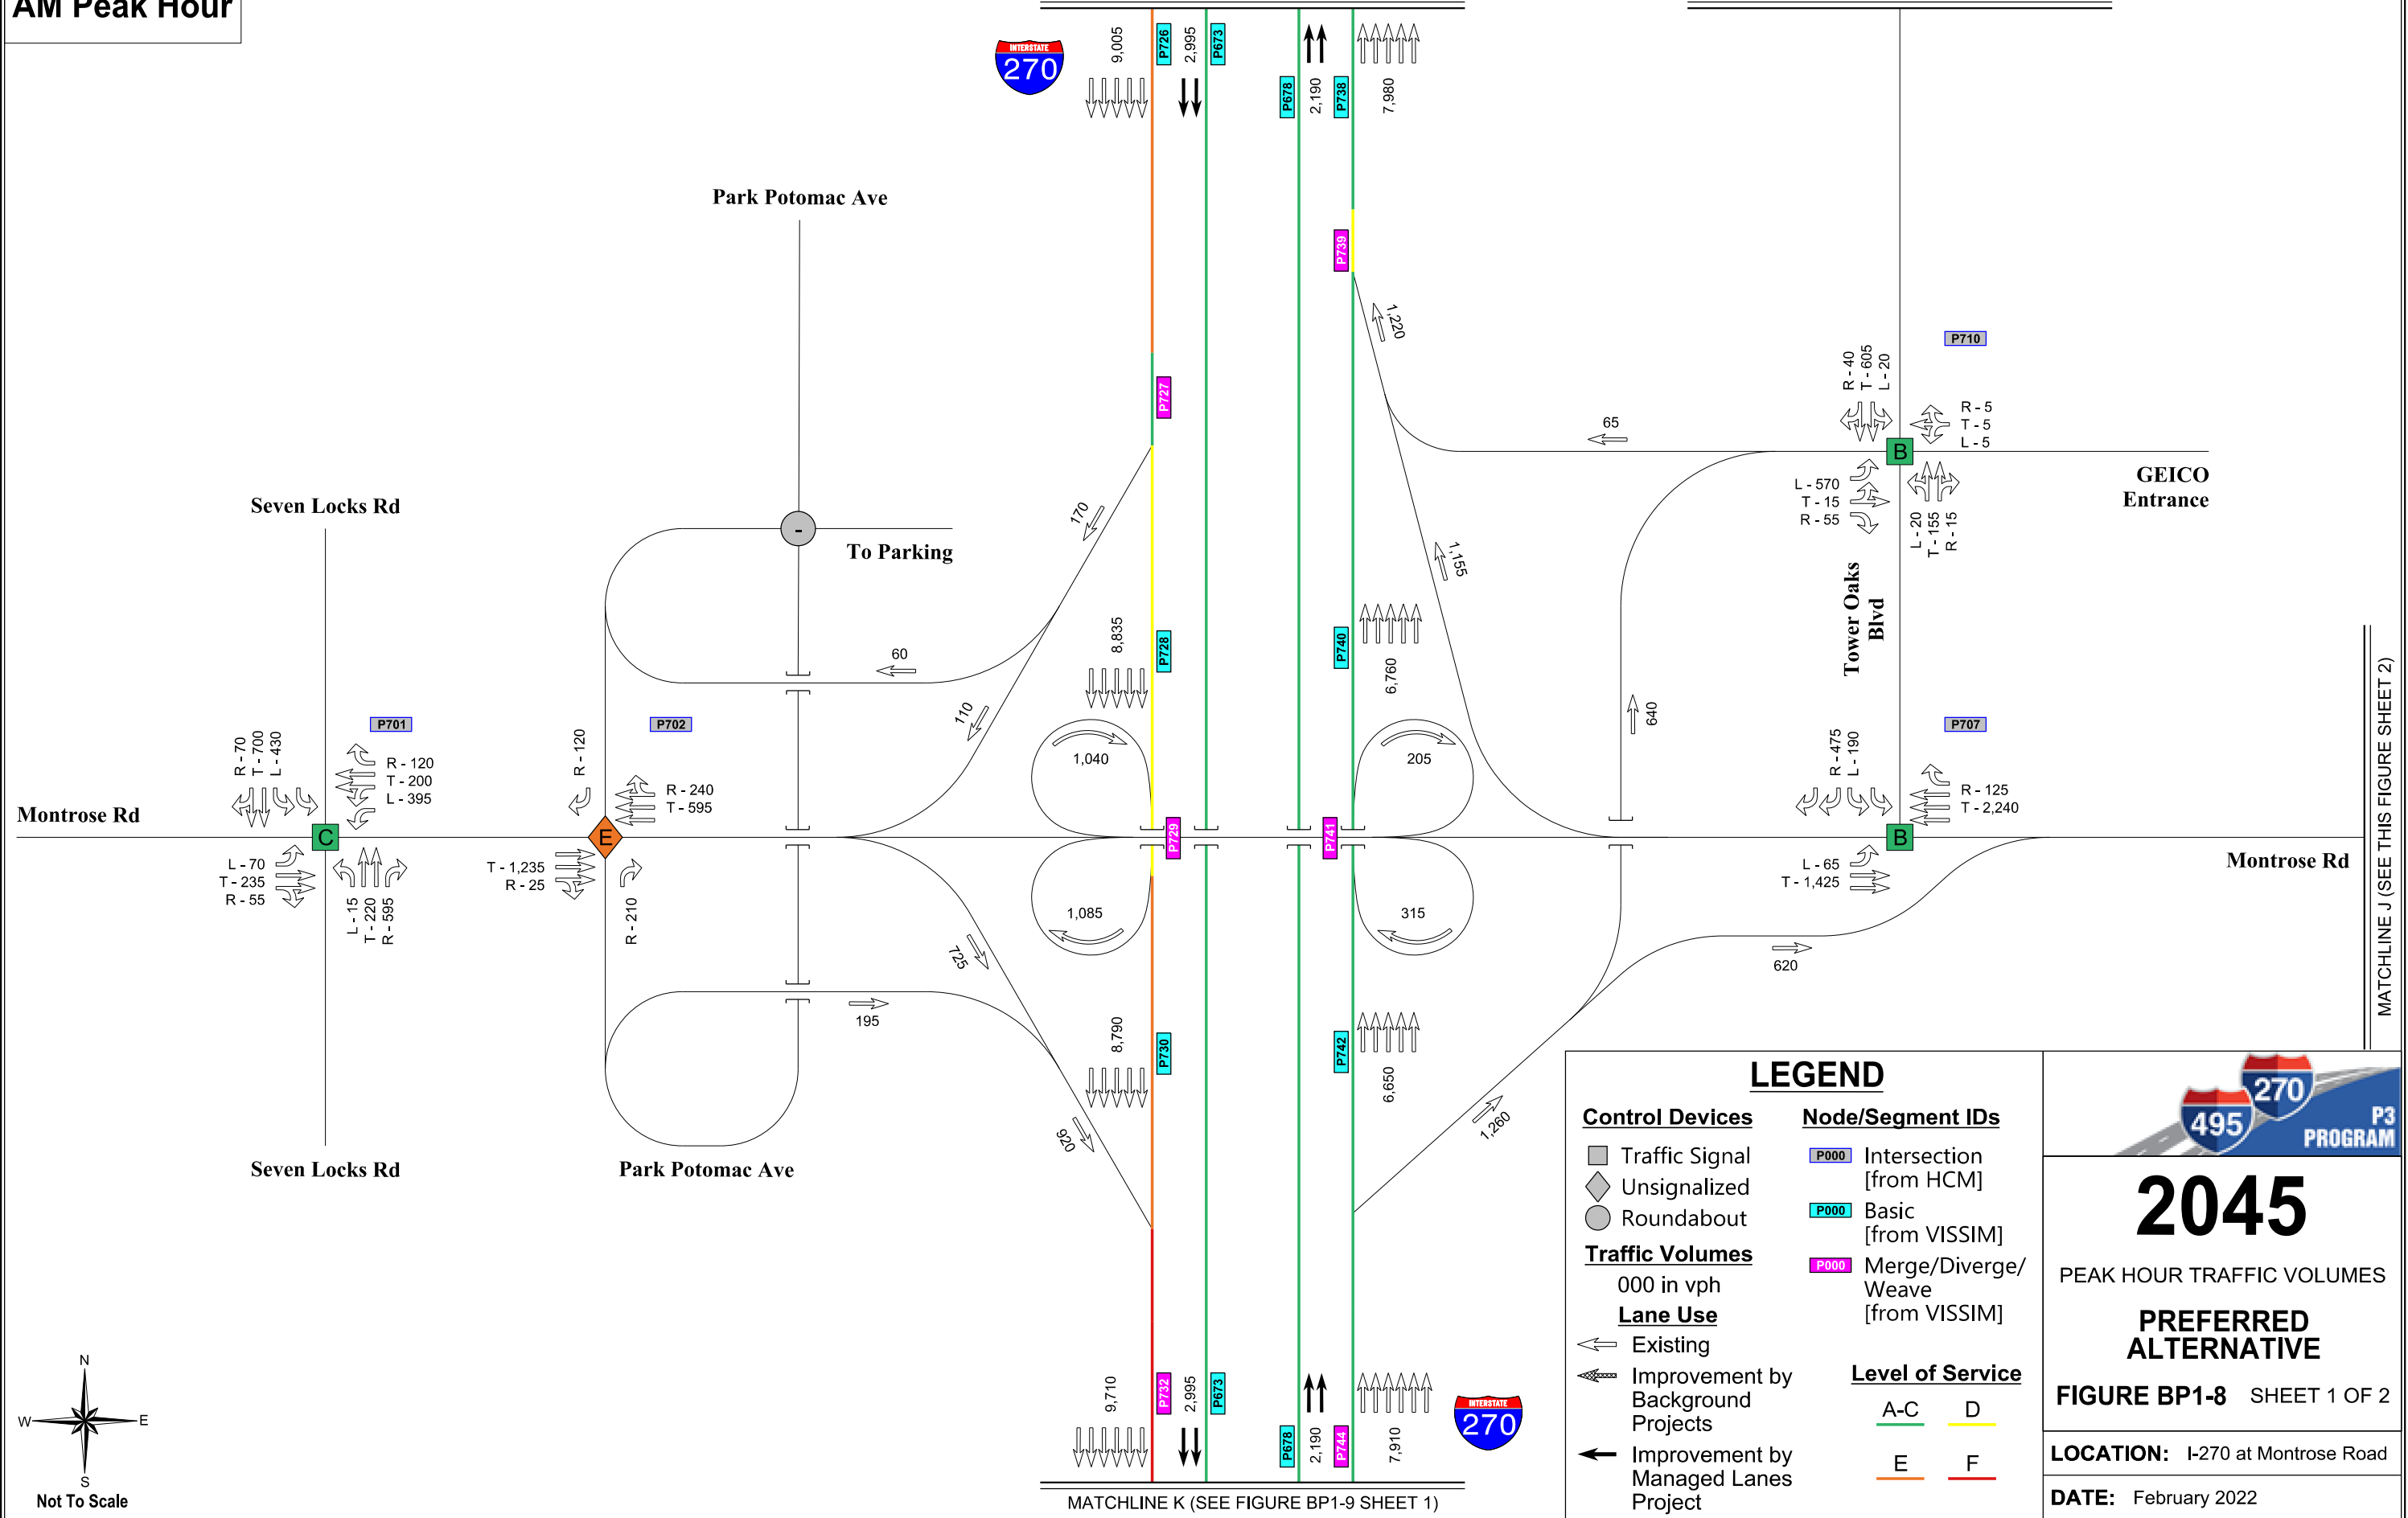 AM Peak Hour
INTERSTATE
270
9,005
P726
2,995
P673
P678
2,190
P738
7,980
Park Potomac Ave
P739
1,220
P727
P710
R - 40
T - 605
L - 20
R - 5
T - 5
L - 5
65
B
GEICO
Entrance
L - 570
T - 15
R - 55
L - 20
T - 155
R - 15
Seven Locks Rd
-
To Parking
170
1,155
Tower Oaks
Blvd
8,835
P728
P740
6,760
60
110
640
MATCHLINE J (SEE THIS FIGURE SHEET 2)
P701
P702
P707
R - 70
T - 700
L - 430
R - 120
T - 200
L - 395
R - 120
R - 240
T - 595
1,040
205
R - 475
L - 190
R - 125
T - 2,240
Montrose Rd
C
E
P729
P741
B
Montrose Rd
L - 70
T - 235
R - 55
L - 15
T - 220
R - 595
T - 1,235
R - 25
R - 210
1,085
315
L - 65
T - 1,425
725
620
195
8,790
P730
P742
6,650
920
1,260
Seven Locks Rd
Park Potomac Ave
9,710
P732
2,995
P673
P678
2,190
P744
7,910
INTERSTATE
270
MATCHLINE K (SEE FIGURE BP1-9 SHEET 1)
N
W
E
S
Not To Scale
LEGEND
Control Devices
Traffic Signal
Unsignalized
Roundabout
Traffic Volumes
000 in vph
Lane Use
Existing
Improvement by
Background
Projects
Improvement by
Managed Lanes
Project
Node/Segment IDs
P000 Intersection
[from HCM]
P000 Basic
[from VISSIM]
P000 Merge/Diverge/
Weave
[from VISSIM]
Level of Service
A-C D
E F
495
270
P3
PROGRAM
2045
PEAK HOUR TRAFFIC VOLUMES
PREFERRED
ALTERNATIVE
FIGURE BP1-8 SHEET 1 OF 2
LOCATION: I-270 at Montrose Road
DATE: February 2022